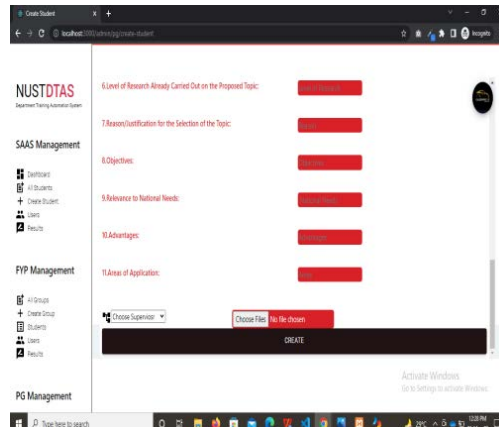 Create Student
localhost:3000/admin/pg/create-student
Incognito
NUSTDTAS
Department Training Automation System
SAAS Management
Dashboard
All Students
Create Student
Users
Results
FYP Management
All Groups
Create Group
Students
Users
Results
PG Management
6.Level of Research Already Carried Out on the Proposed Topic:
Level of Research
7.Reason/Justification for the Selection of the Topic:
8.Objectives:
Objectives
9.Relevance to National Needs:
National Needs
10.Advantages:
Advantages
11.Areas of Application:
Choose Supervisor
Choose Files No file chosen
CREATE
Activate Windows
Go to Settings to activate Windows.
Type here to search
29°C
12:20 PM